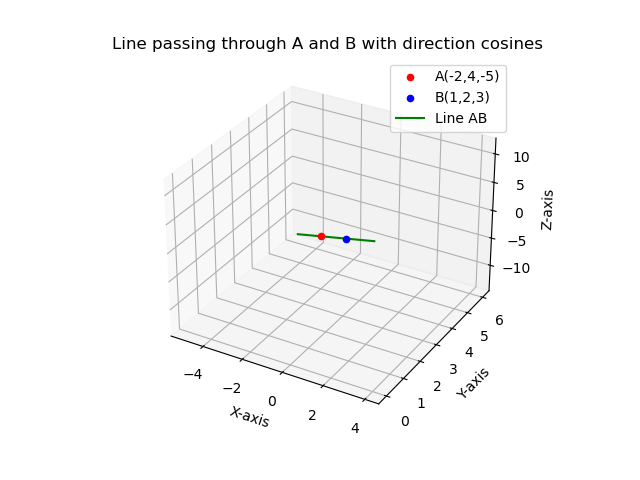 Line passing through A and B with direction cosines
A(-2,4,-5)
B(1,2,3)
Line AB
10
5
0
−5
−10
Z-axis
6
5
4
3
2
1
0
Y-axis
−4
−2
0
2
4
X-axis